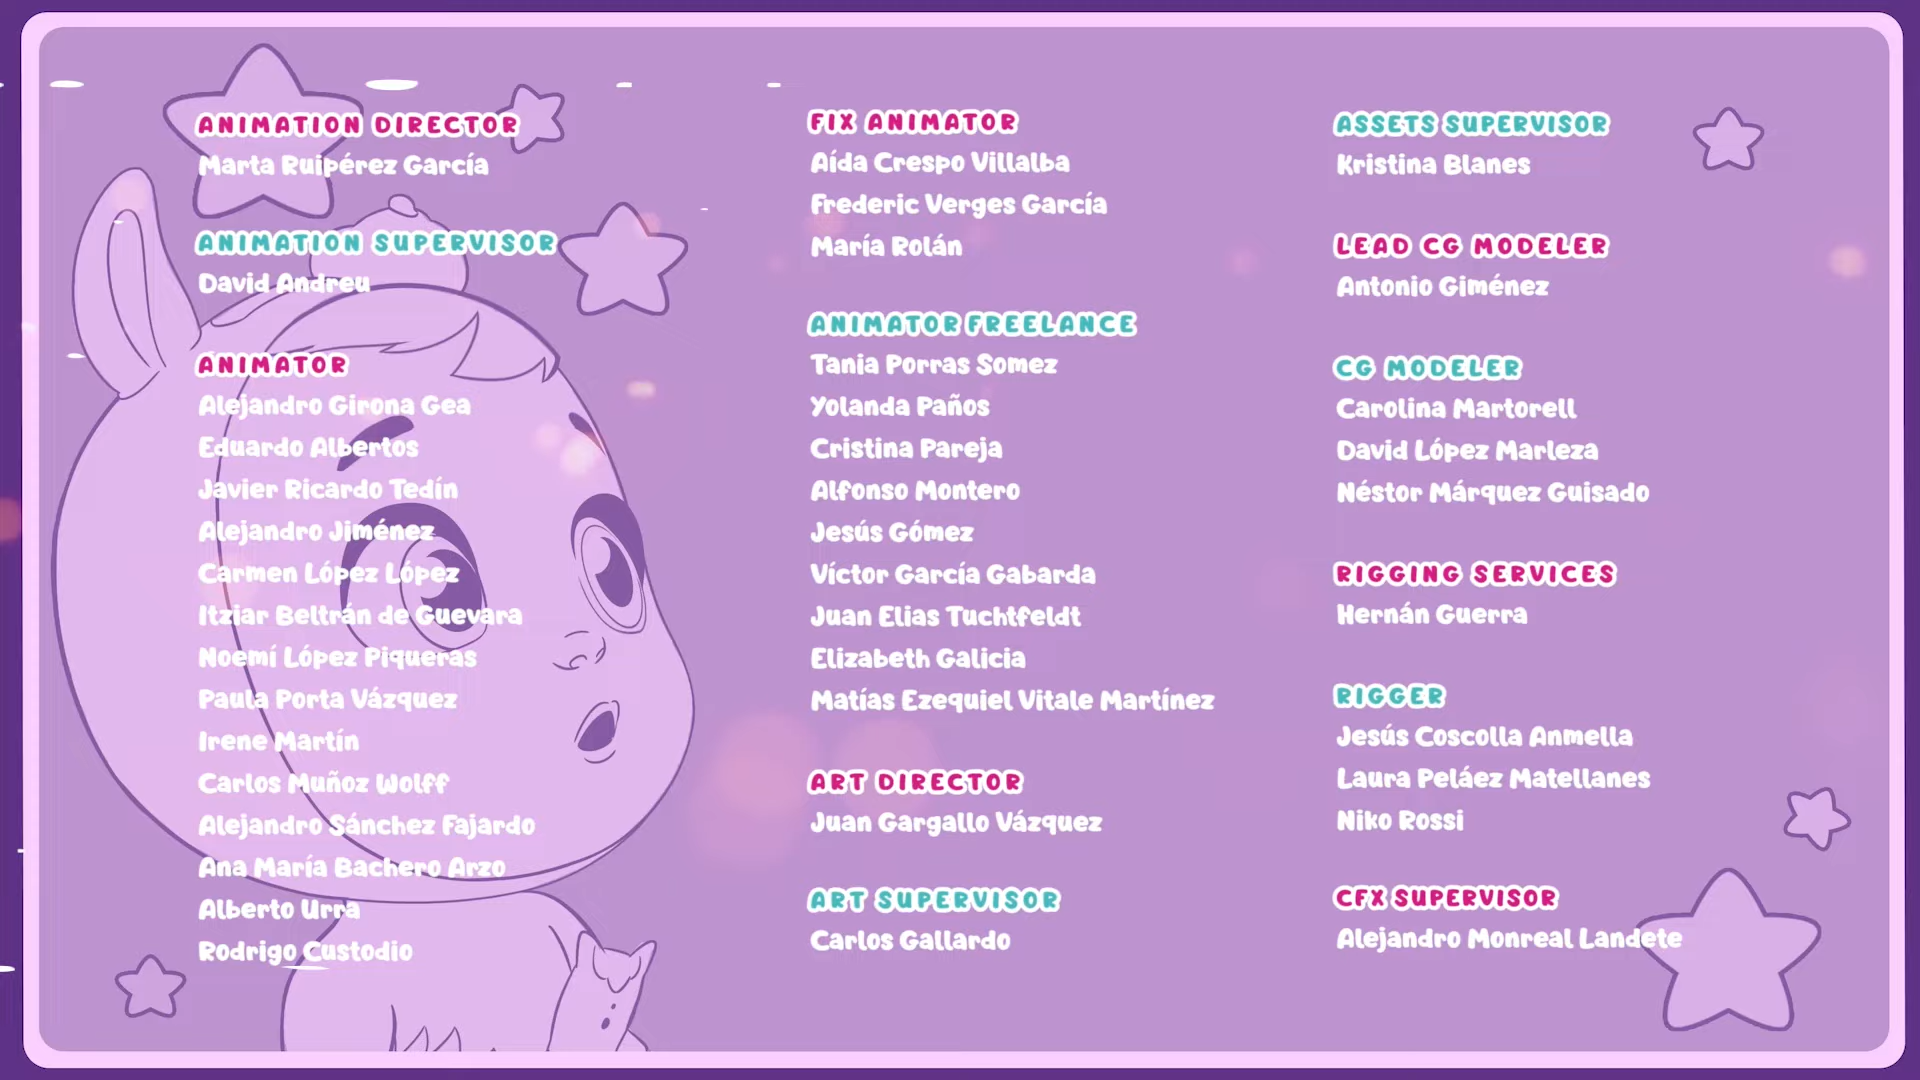 ANIMATION DIRECTOR
Marta Ruipérez García
ANIMATION SUPERVISOR
David Andreu
ANIMATOR
Alejandro Girona Gea
Eduardo Albertos
Javier Ricardo Tedín
Alejandro Jiménez
Carmen López López
Itziar Beltrán de Guevara
Noemí López Piqueras
Paula Porta Vázquez
Irene Martín
Carlos Muñoz Wolff
Alejandro Sánchez Fajardo
Ana María Bachero Arzo
Alberto Urra
Rodrigo Custodio
FIX ANIMATOR
Aída Crespo Villalba
Frederic Verges García
María Rolán
ANIMATOR FREELANCE
Tania Porras Somez
Yolanda Paños
Cristina Pareja
Alfonso Montero
Jesús Gómez
Víctor García Gabarda
Juan Elias Tuchtfeldt
Elizabeth Galicia
Matías Ezequiel Vitale Martínez
ART DIRECTOR
Juan Gargallo Vázquez
ART SUPERVISOR
Carlos Gallardo
ASSETS SUPERVISOR
Kristina Blanes
LEAD CG MODELER
Antonio Giménez
CG MODELER
Carolina Martorell
David López Marleza
Néstor Márquez Guisado
RIGGING SERVICES
Hernán Guerra
RIGGER
Jesús Coscolla Anmella
Laura Peláez Matellanes
Niko Rossi
CFX SUPERVISOR
Alejandro Monreal Landete